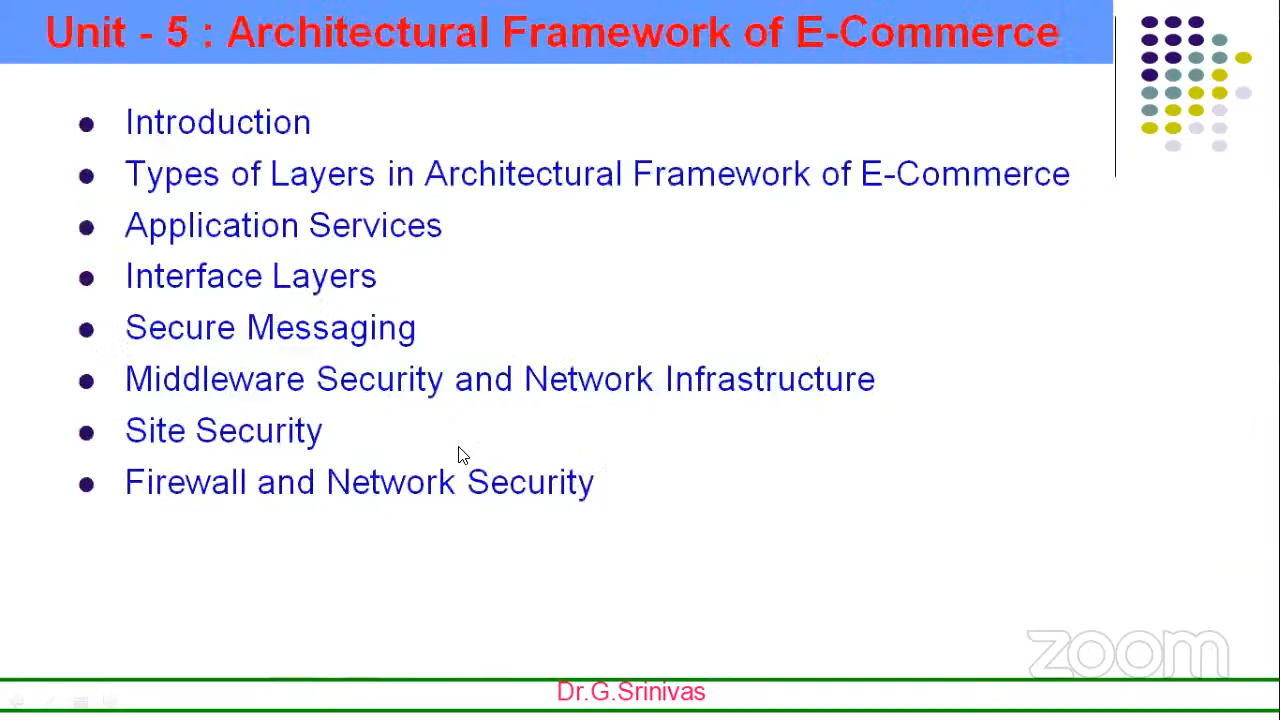 Unit - 5 : Architectural Framework of E-Commerce
Introduction
Types of Layers in Architectural Framework of E-Commerce
Application Services
Interface Layers
Secure Messaging
Middleware Security and Network Infrastructure
Site Security
Firewall and Network Security
zoom
Dr.G.Srinivas